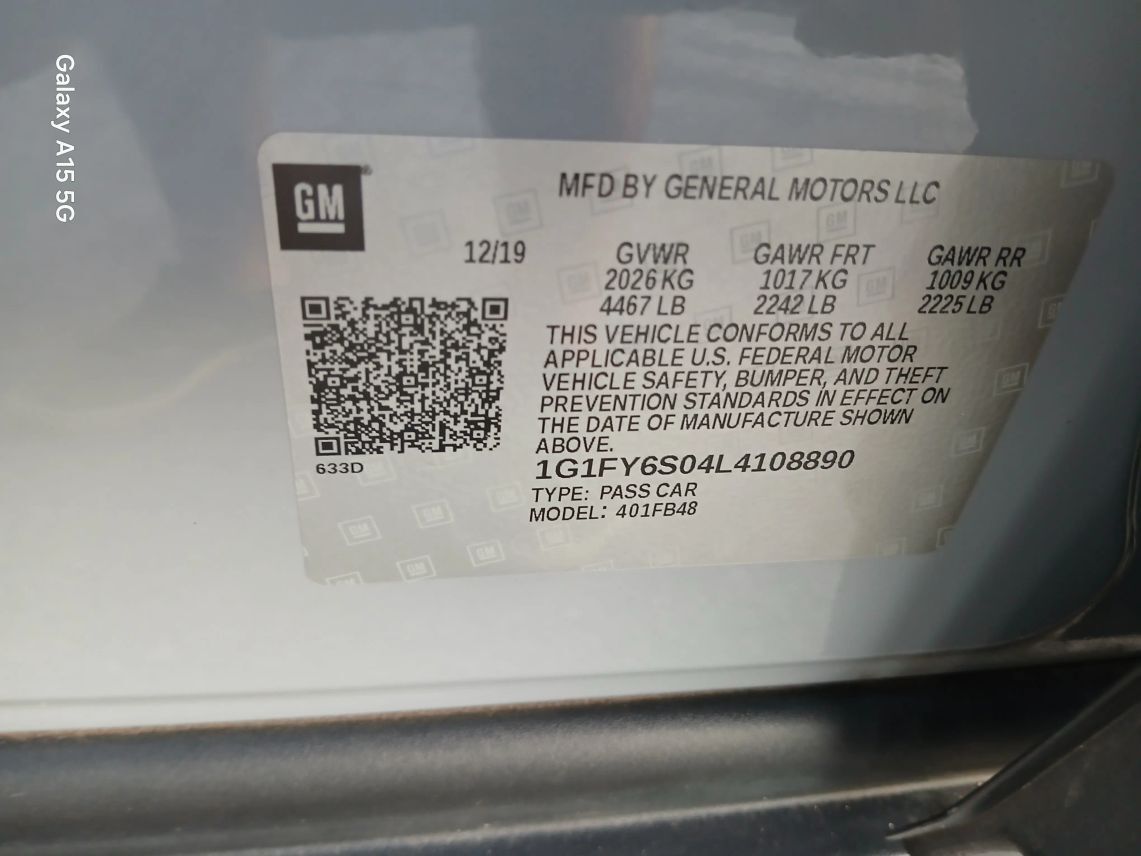 Galaxy A15 5G
GM®
MFD BY GENERAL MOTORS LLC
12/19 GVWR GAWR FRT GAWR RR
2026 KG 1017 KG 1009 KG
4467 LB 2242 LB 2225 LB
THIS VEHICLE CONFORMS TO ALL
APPLICABLE U.S. FEDERAL MOTOR
VEHICLE SAFETY, BUMPER, AND THEFT
PREVENTION STANDARDS IN EFFECT ON
THE DATE OF MANUFACTURE SHOWN
ABOVE.
633D
1G1FY6S04L4108890
TYPE: PASS CAR
MODEL: 401FB48